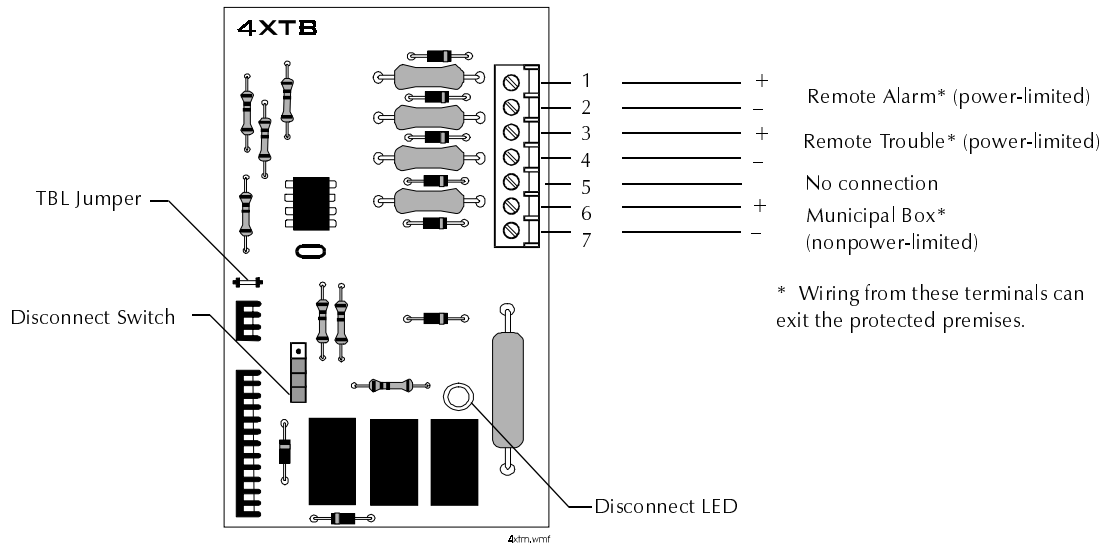 4XTB
1 +
Remote Alarm* (power-limited)
2 –
3 +
Remote Trouble* (power-limited)
4 –
5 No connection
6 +
Municipal Box*
(nonpower-limited)
7 –
TBL Jumper
* Wiring from these terminals can
exit the protected premises.
Disconnect Switch
Disconnect LED
4xtm.wmf